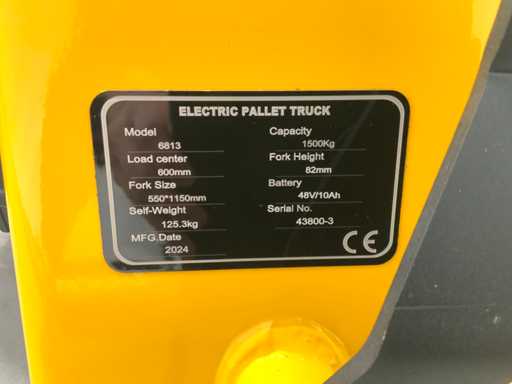 ELECTRIC PALLET TRUCK
Model
6813
Capacity
1500Kg
Load center
600mm
Fork Height
82mm
Fork Size
550*1150mm
Battery
48V/10Ah
Self-Weight
125.3kg
Serial No.
43800-3
MFG.Date
2024
CE